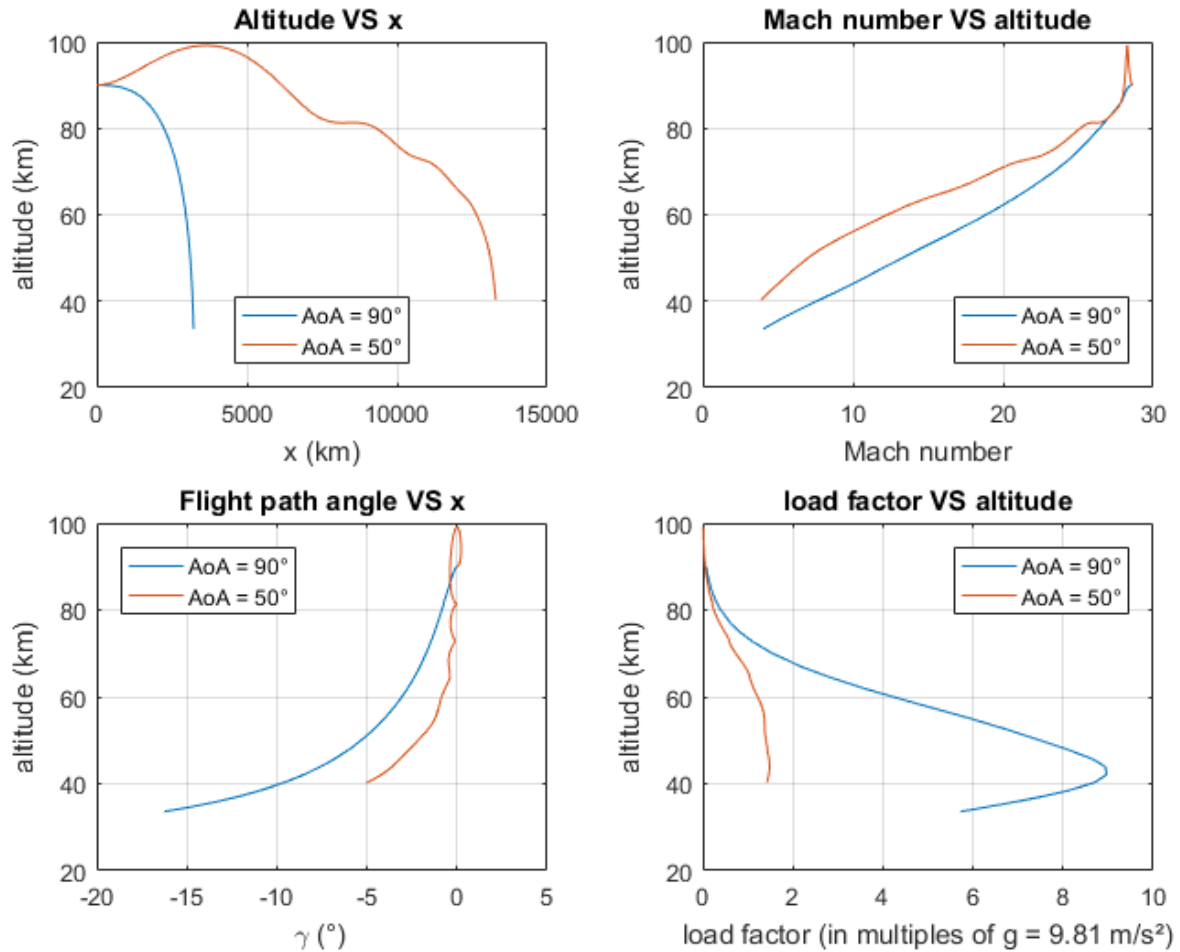 Altitude VS x
100
80
60
40
20
altitude (km)
AoA = 90°
AoA = 50°
0
5000
10000
15000
x (km)
Mach number VS altitude
100
80
60
40
20
altitude (km)
AoA = 90°
AoA = 50°
0
10
20
30
Mach number
Flight path angle VS x
100
80
60
40
20
altitude (km)
AoA = 90°
AoA = 50°
-20
-15
-10
-5
0
5
γ (°)
load factor VS altitude
100
80
60
40
20
altitude (km)
AoA = 90°
AoA = 50°
0
2
4
6
8
10
load factor (in multiples of g = 9.81 m/s²)